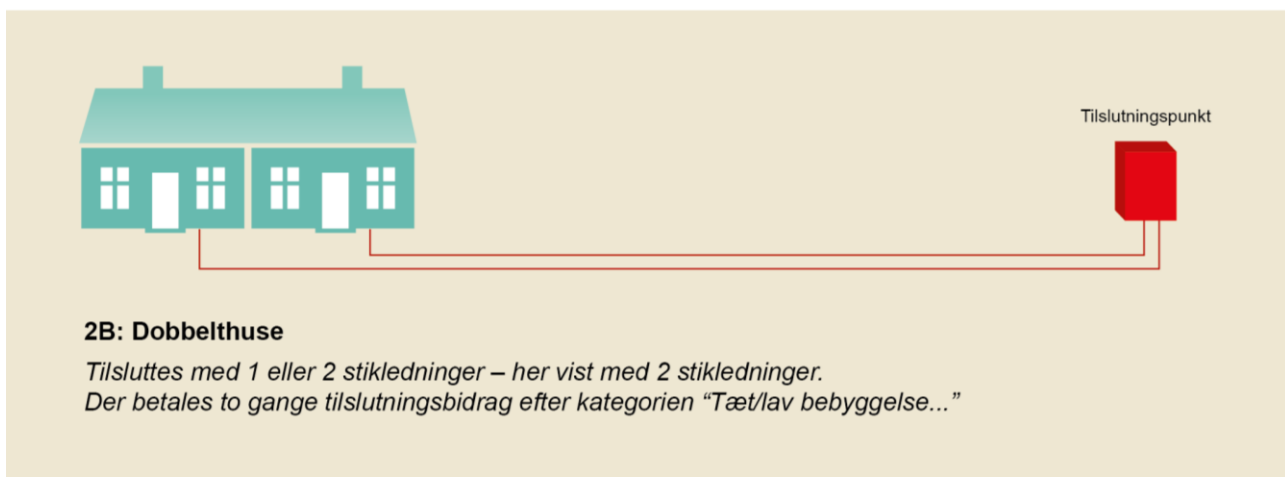 Tilslutningspunkt
2B: Dobbelthuse
Tilsluttes med 1 eller 2 stikledninger – her vist med 2 stikledninger.
Der betales to gange tilslutningsbidrag efter kategorien “Tæt/lav bebyggelse...”